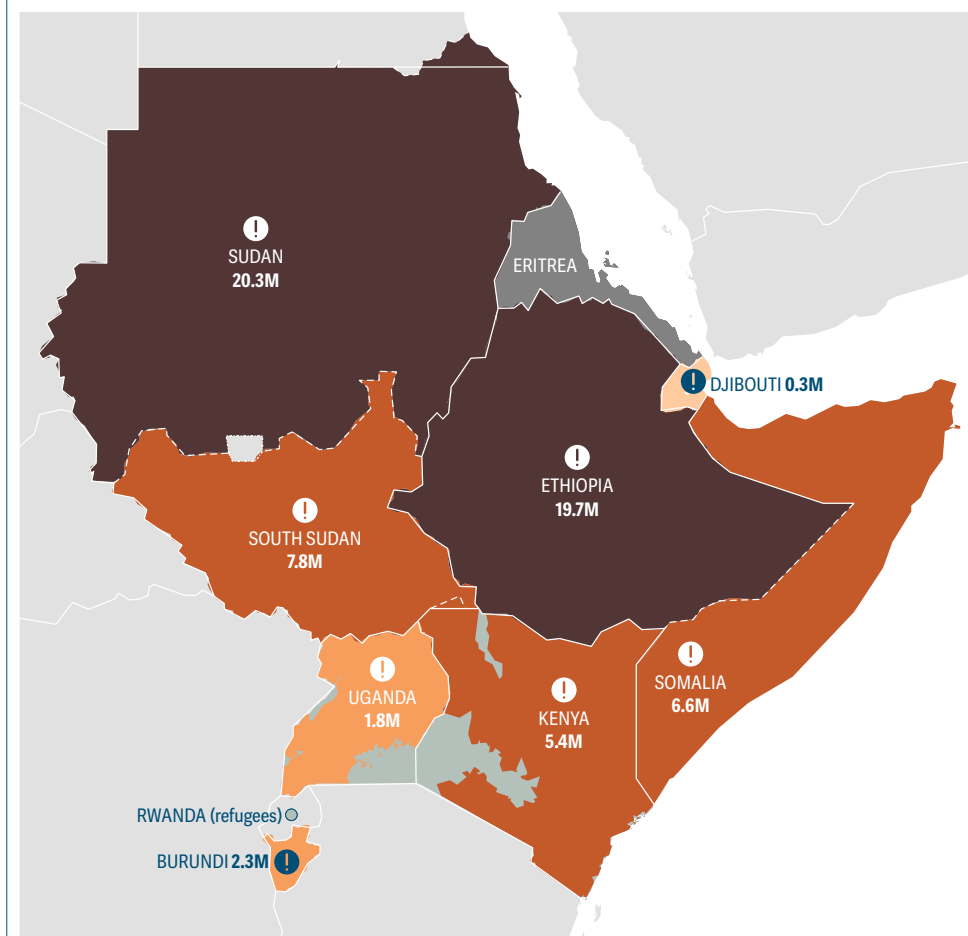 SUDAN
20.3M
ERITREA
DJIBOUTI 0.3M
ETHIOPIA
19.7M
SOUTH SUDAN
7.8M
SOMALIA
6.6M
UGANDA
1.8M
KENYA
5.4M
RWANDA (refugees)
BURUNDI 2.3M